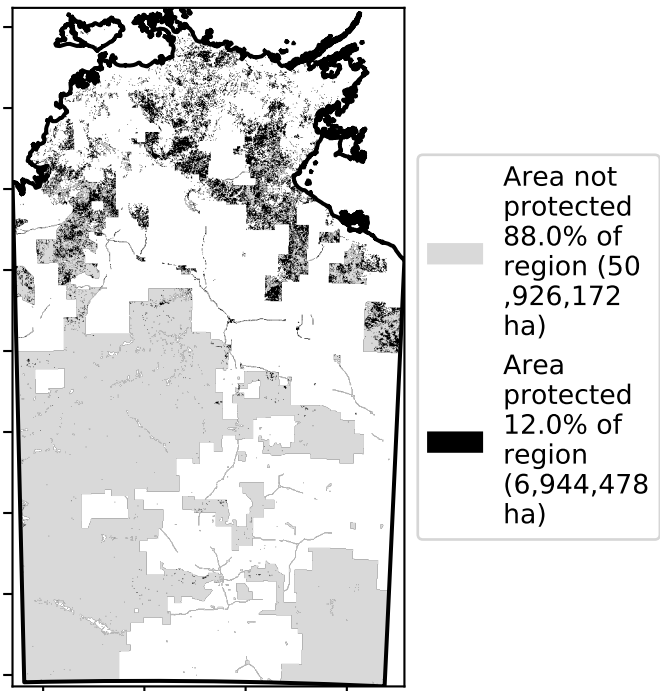 Area not
protected
88.0% of
region (50
,926,172
ha)
Area
protected
12.0% of
region
(6,944,478
ha)